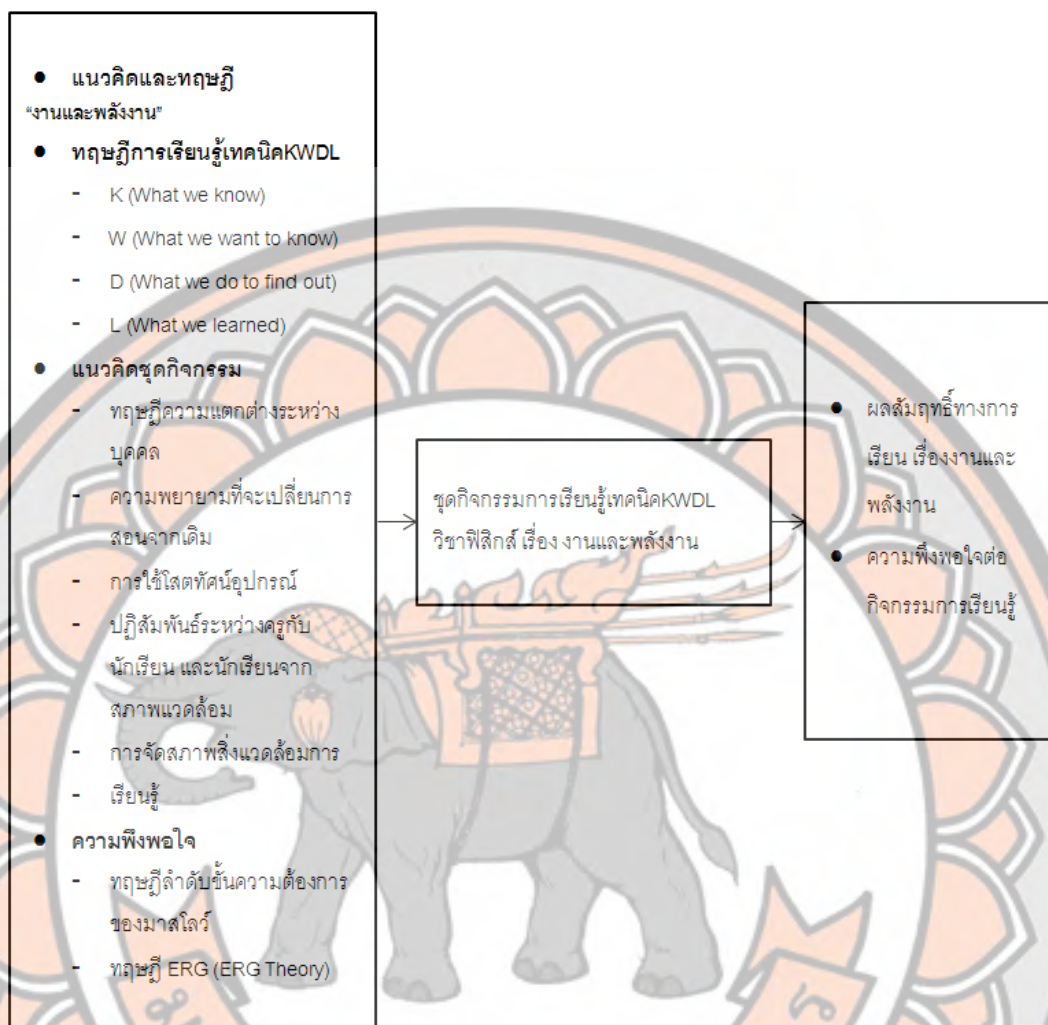 ● แนวคิดและทฤษฎี
“งานและพลังงาน”
● ทฤษฎีการเรียนรู้เทคนิคKWDL
- K (What we know)
- W (What we want to know)
- D (What we do to find out)
- L (What we learned)
● แนวคิดชุดกิจกรรม
- ทฤษฎีความแตกต่างระหว่าง
บุคคล
- ความพยายามที่จะเปลี่ยนการ
สอนจากเดิม
- การใช้โสตทัศน์อุปกรณ์
- ปฏิสัมพันธ์ระหว่างครูกับ
นักเรียน และนักเรียนจาก
สภาพแวดล้อม
- การจัดสภาพสิ่งแวดล้อมการ
- เรียนรู้
● ความพึงพอใจ
- ทฤษฎีลำดับขั้นความต้องการ
ของมาสโลว์
- ทฤษฎี ERG (ERG Theory)
ชุดกิจกรรมการเรียนรู้เทคนิคKWDL
วิชาฟิสิกส์ เรื่อง งานและพลังงาน
● ผลสัมฤทธิ์ทางการ
เรียน เรื่องงานและ
พลังงาน
● ความพึงพอใจต่อ
กิจกรรมการเรียนรู้